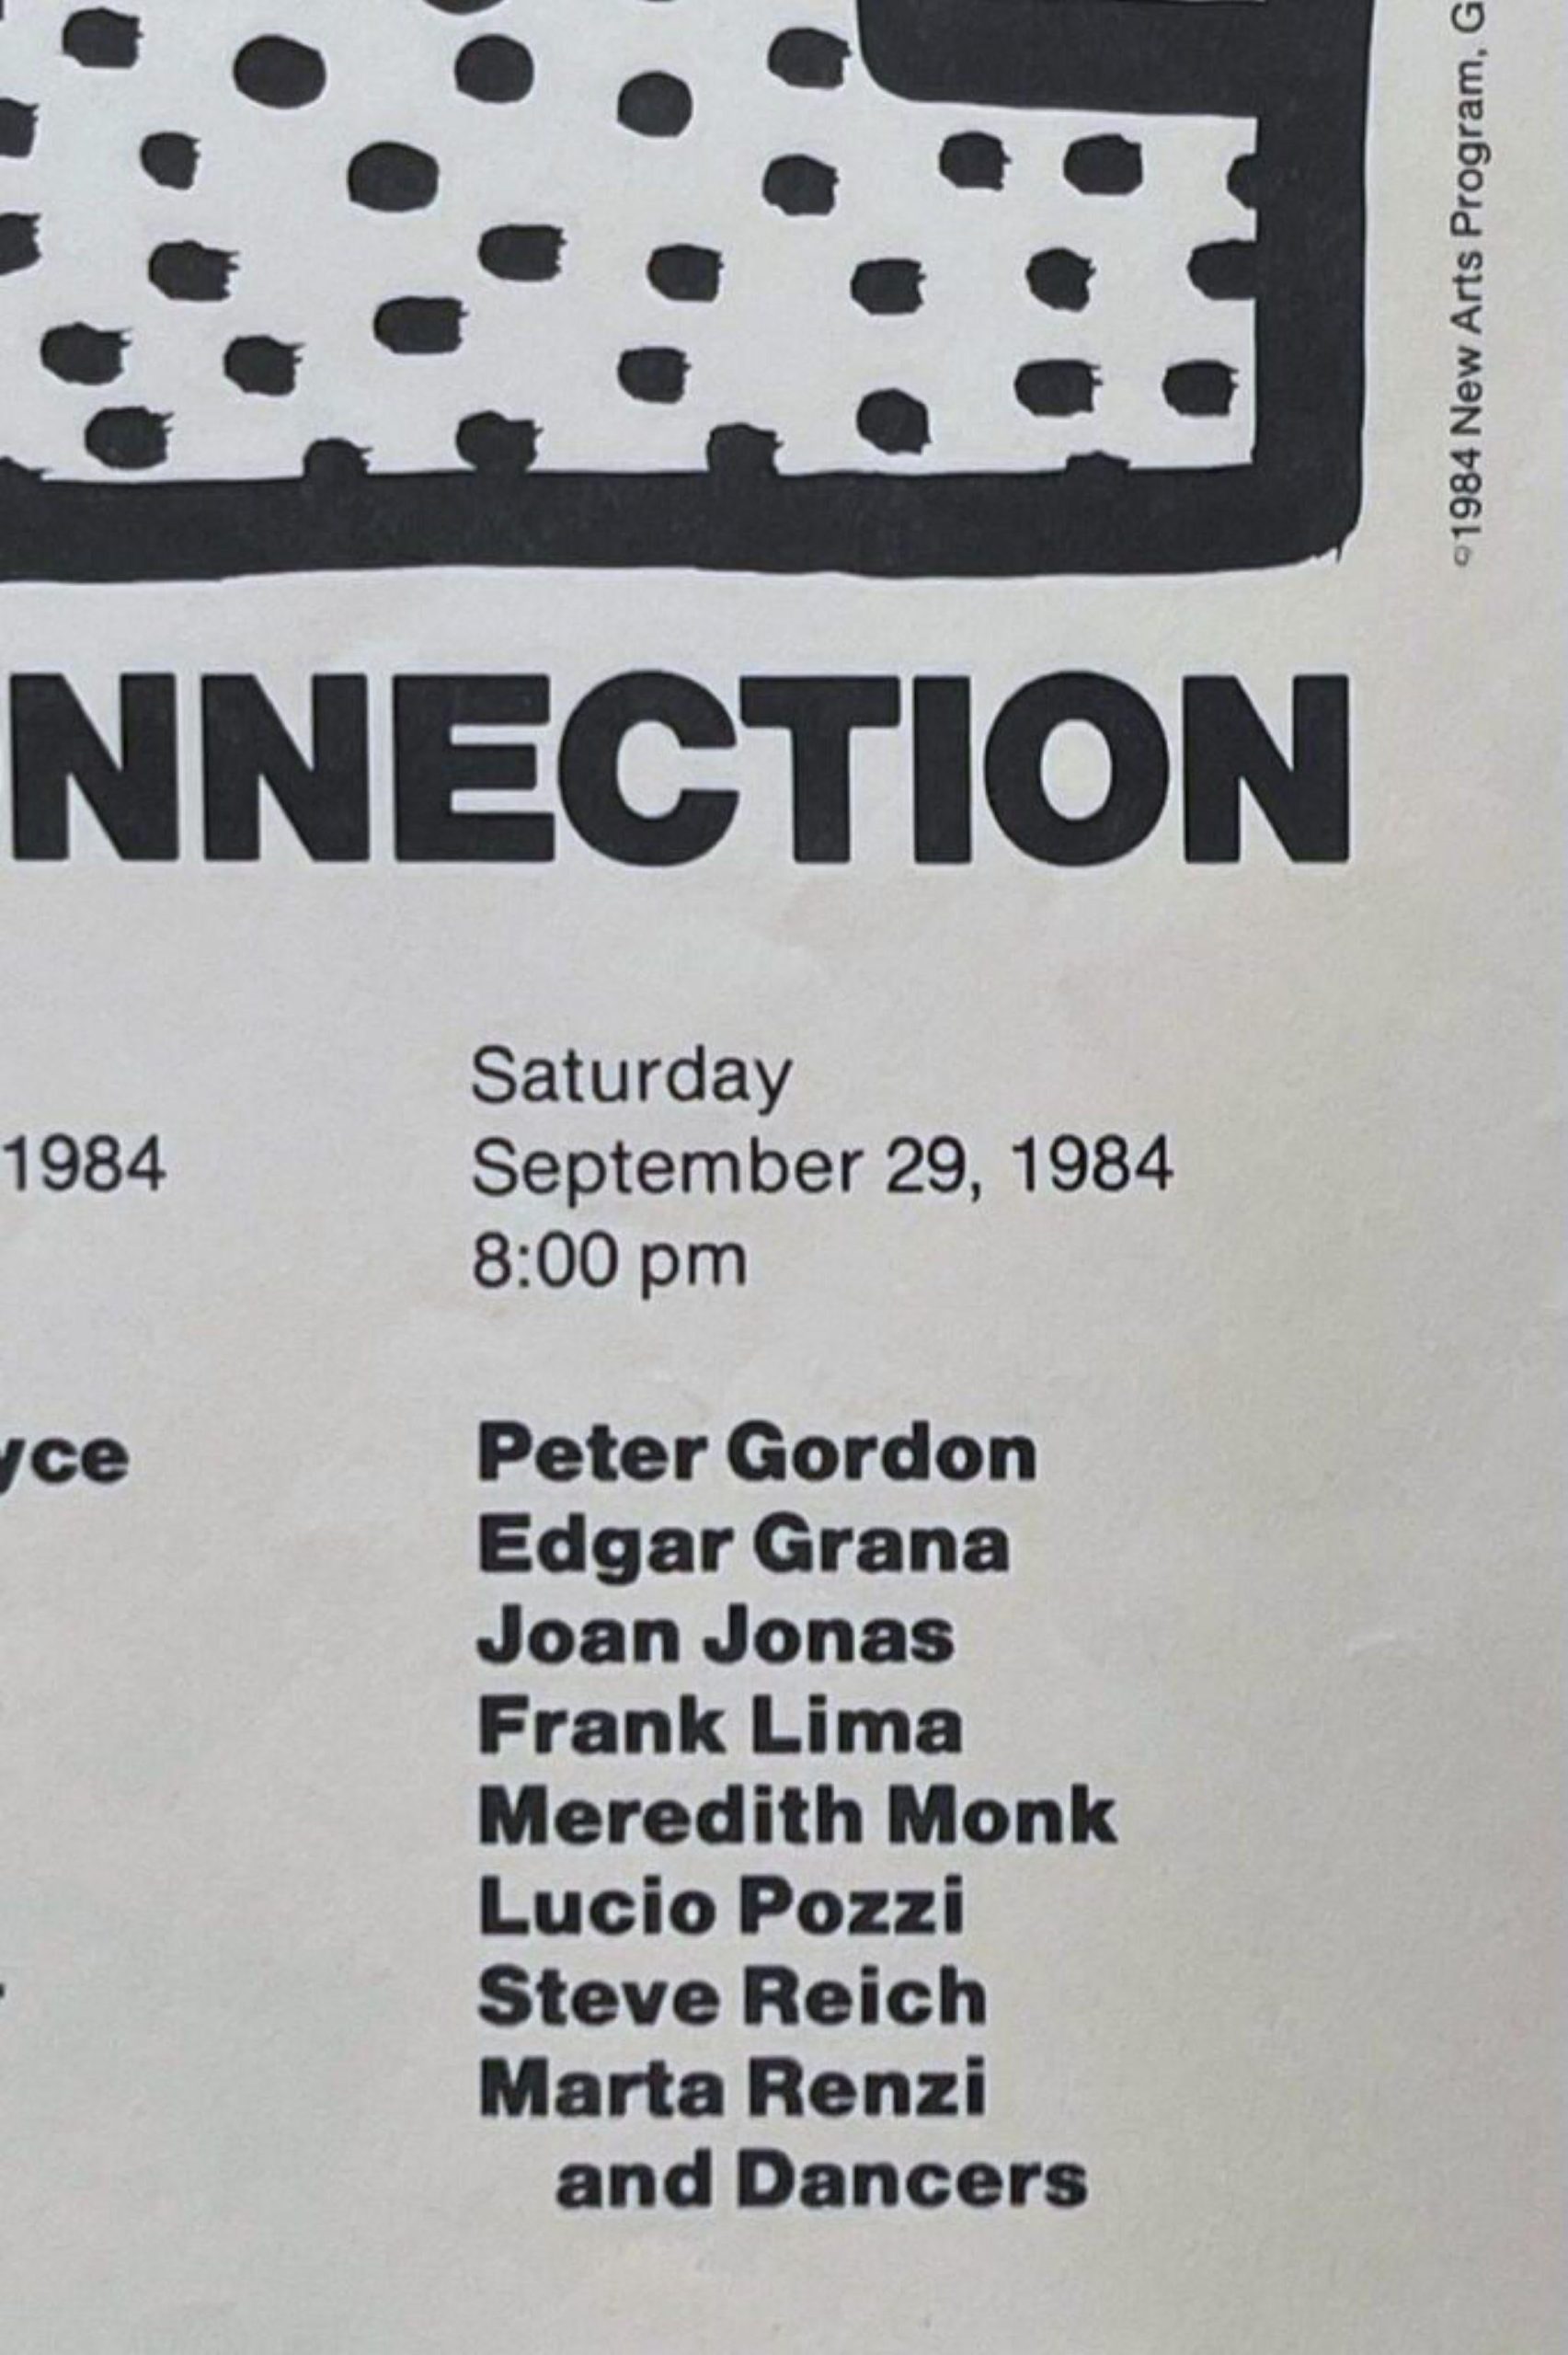 ©1984 New Arts Program, G
NNECTION
1984
yce
Saturday
September 29, 1984
8:00 pm
Peter Gordon
Edgar Grana
Joan Jonas
Frank Lima
Meredith Monk
Lucio Pozzi
Steve Reich
Marta Renzi
and Dancers